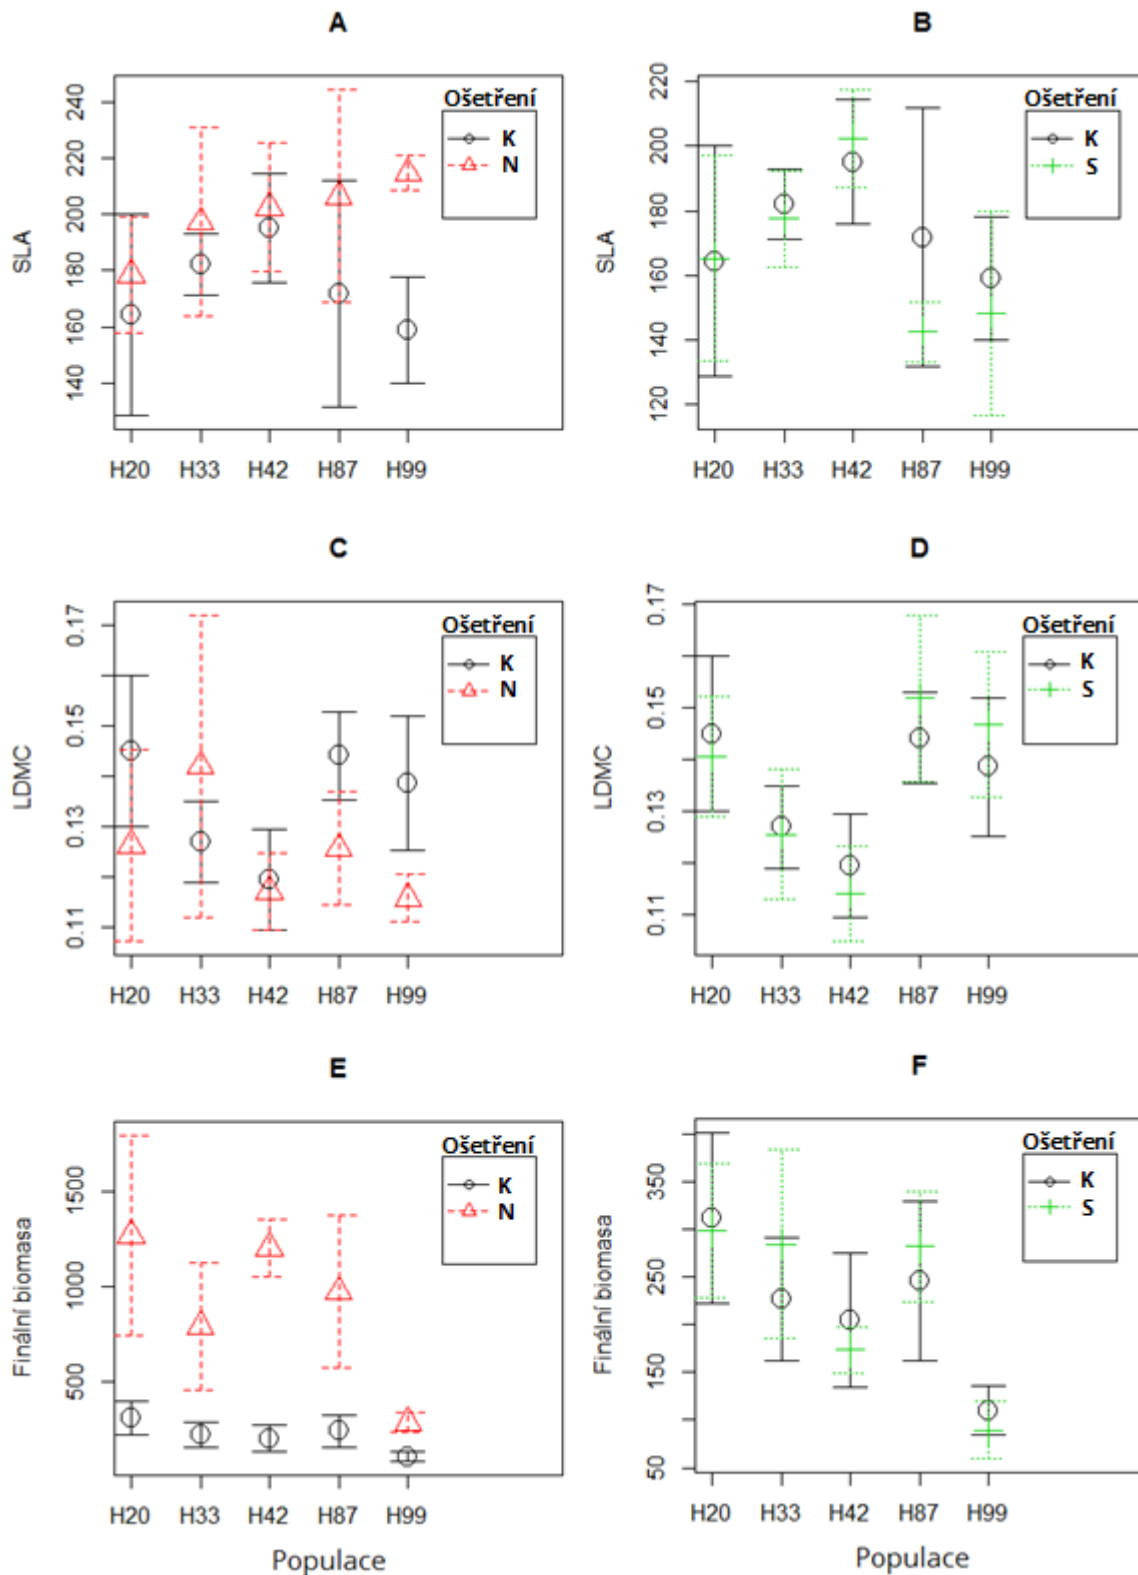 A
SLA
240
220
200
180
160
140
Ošetření
K
N
H20 H33 H42 H87 H99
B
SLA
220
200
180
160
140
120
Ošetření
K
S
H20 H33 H42 H87 H99
C
LDMC
0.17
0.15
0.13
0.11
Ošetření
K
N
H20 H33 H42 H87 H99
D
LDMC
0.17
0.15
0.13
0.11
Ošetření
K
S
H20 H33 H42 H87 H99
E
Finální biomasa
1500
1000
500
Ošetření
K
N
H20 H33 H42 H87 H99
Populace
F
Finální biomasa
350
250
150
50
Ošetření
K
S
H20 H33 H42 H87 H99
Populace